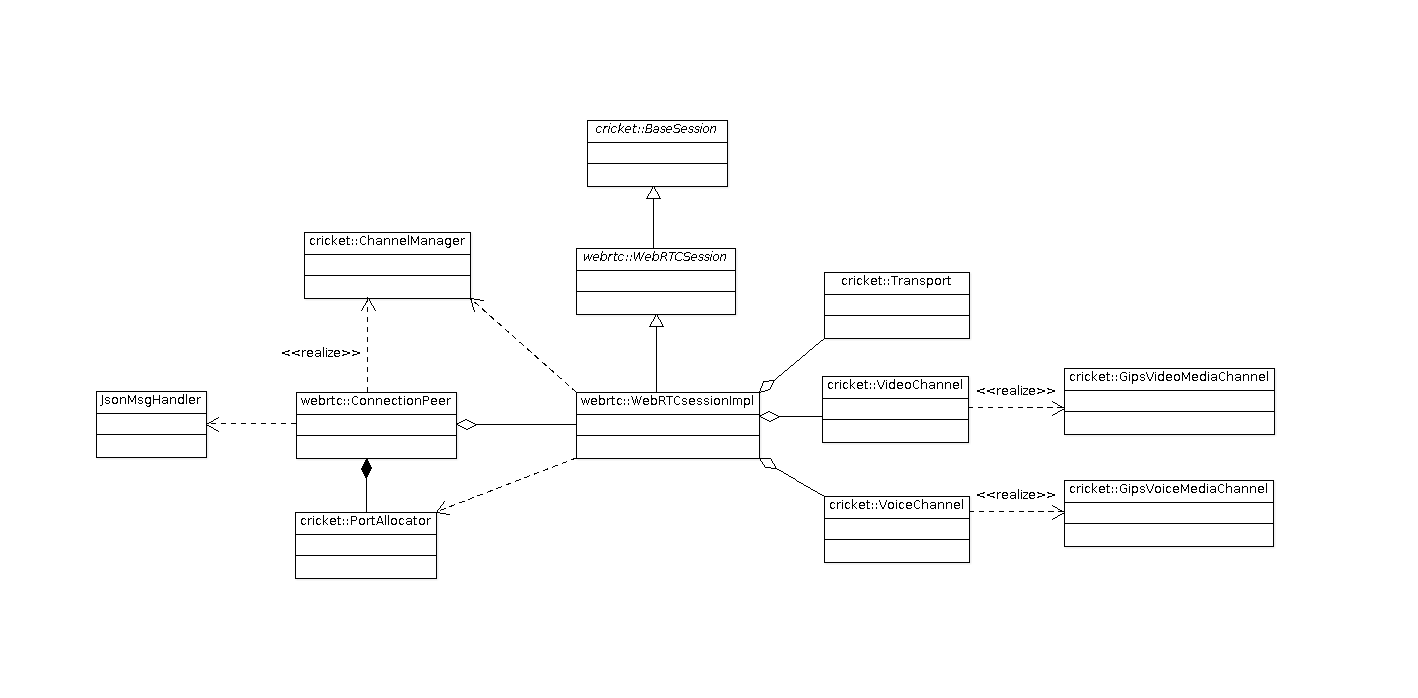 cricket::BaseSession
cricket::ChannelManager
webrtc::WebRTCSession
cricket::Transport
<<realize>>
JsonMsgHandler
webrtc::ConnectionPeer
webrtc::WebRTCsessionImpl
cricket::VideoChannel
<<realize>>
cricket::GipsVideoMediaChannel
cricket::PortAllocator
cricket::VoiceChannel
<<realize>>
cricket::GipsVoiceMediaChannel